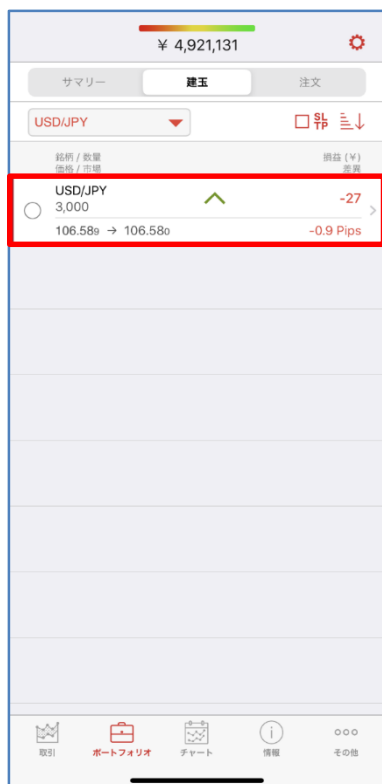 ¥ 4,921,131
サマリー 建玉 注文
USD/JPY SL TP
銘柄 / 数量 損益 (¥)
価格 / 市場 差異
USD/JPY -27
3,000
106.589 → 106.580 -0.9 Pips
取引 ポートフォリオ チャート 情報 その他